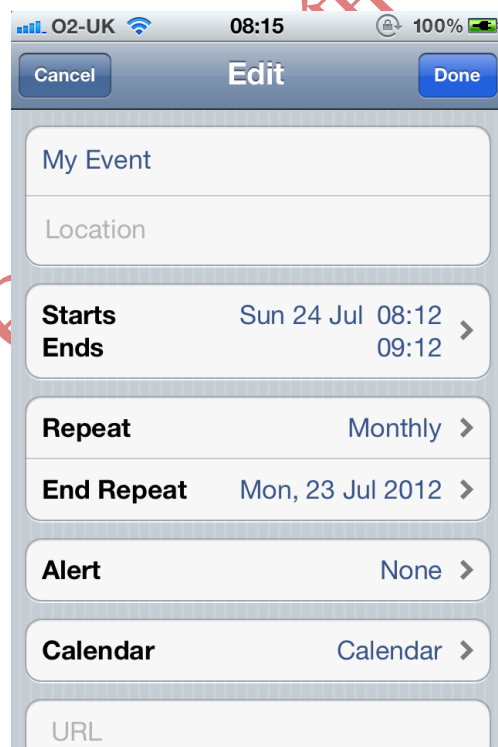 O2-UK 08:15 100%
Cancel Edit Done
My Event
Location
Starts Sun 24 Jul 08:12
Ends 09:12
Repeat Monthly
End Repeat Mon, 23 Jul 2012
Alert None
Calendar Calendar
URL